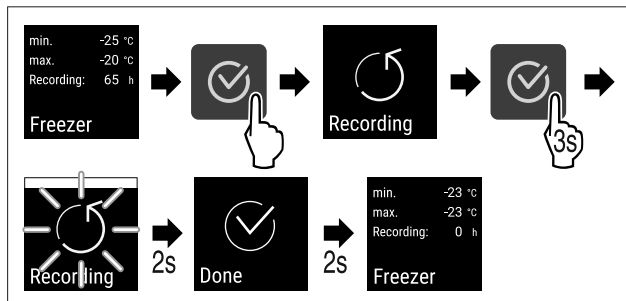 min. -25 °C
max. -20 °C
Recording: 65 h
Freezer
Recording
3s
Recording
2s
Done
2s
min. -23 °C
max. -23 °C
Recording: 0 h
Freezer